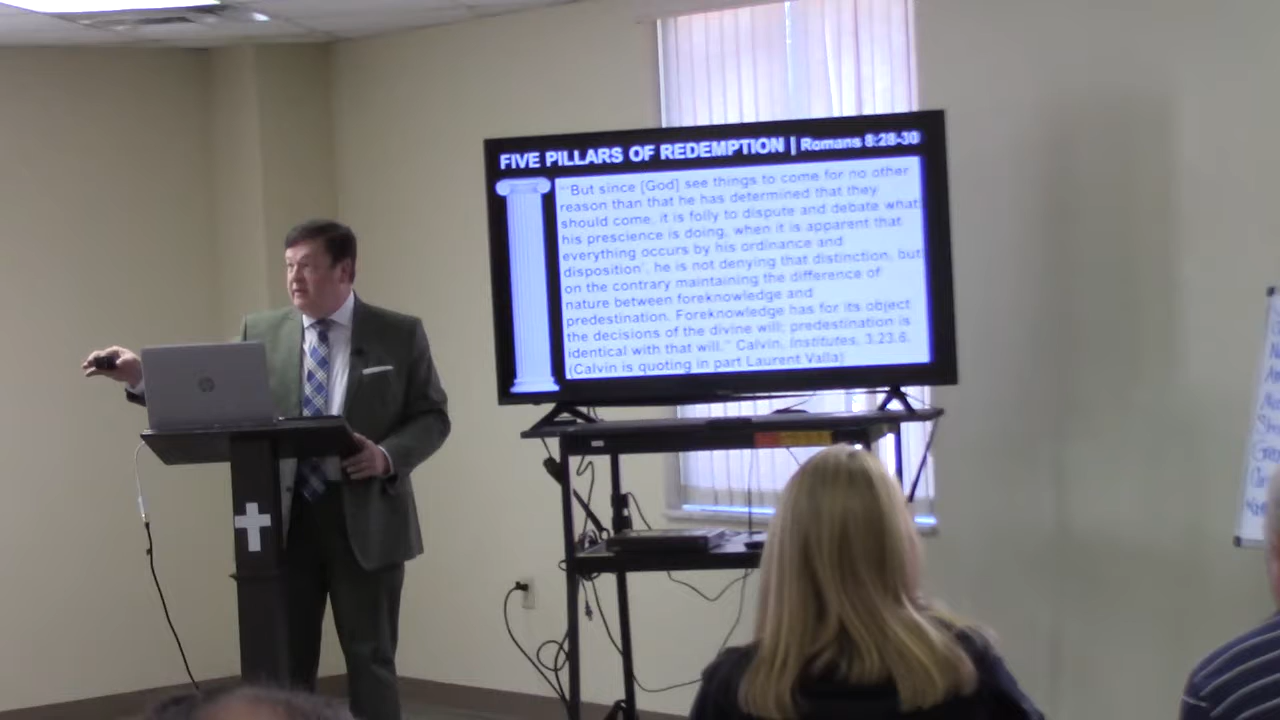 FIVE PILLARS OF REDEMPTION | Romans 8:28-30
"'But since [God] see things to come for no other
reason than that he has determined that they
should come, it is folly to dispute and debate what
his prescience is doing, when it is apparent that
everything occurs by his ordinance and
disposition', he is not denying that distinction, but
on the contrary maintaining the difference of
nature between foreknowledge and
predestination. Foreknowledge has for its object
the decisions of the divine will; predestination is
identical with that will." Calvin, Institutes, 3.23.6.
(Calvin is quoting in part Laurent Valla)
hp